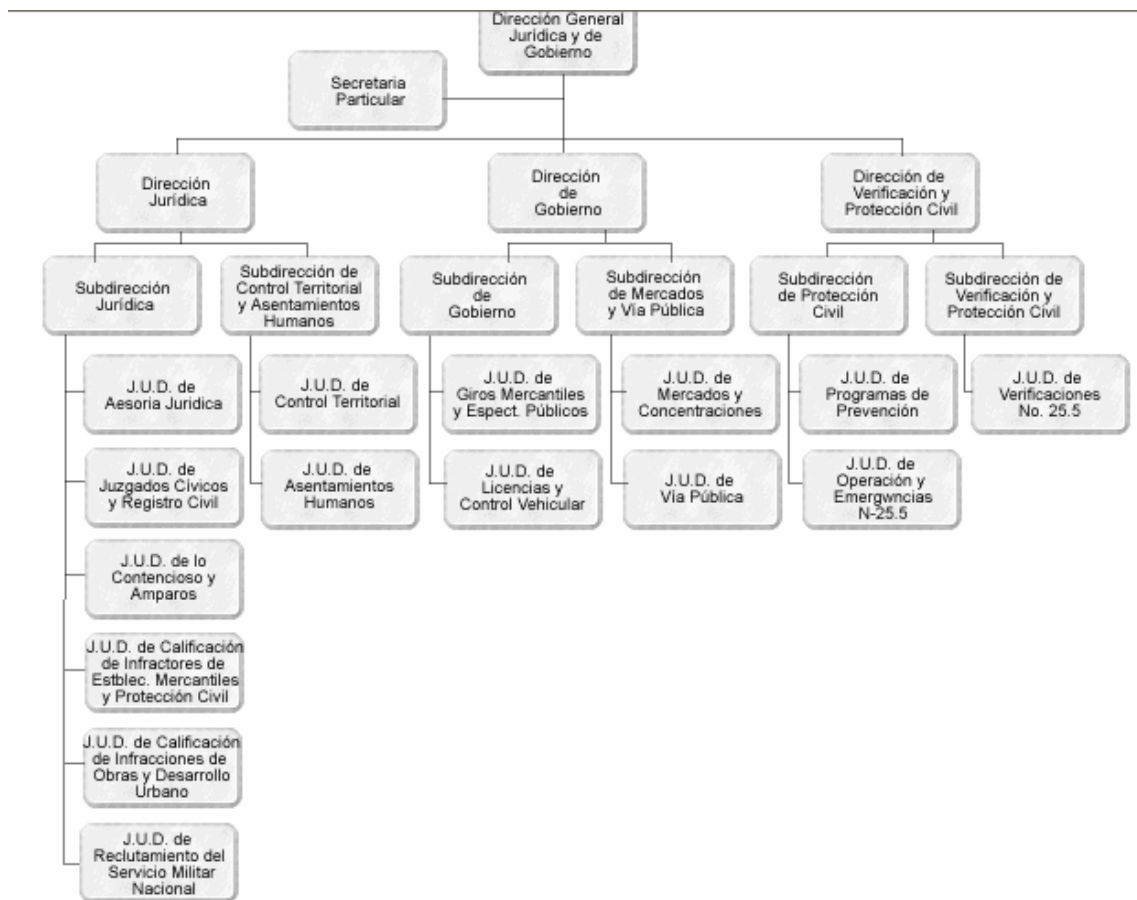 Dirección General
Jurídica y de
Gobierno
Secretaria
Particular
Dirección
Jurídica
Dirección
de
Gobierno
Dirección de
Verificación y
Protección Civil
Subdirección
Jurídica
Subdirección de
Control Territorial
y Asentamientos
Humanos
Subdirección
de
Gobierno
Subdirección
de Mercados
y Vía Pública
Subdirección
de Protección
Civil
Subdirección de
Verificación y
Protección Civil
J.U.D. de
Aesoria Juridica
J.U.D. de
Control Territorial
J.U.D. de
Giros Mercantiles
y Espect. Públicos
J.U.D. de
Mercados y
Concentraciones
J.U.D. de
Programas de
Prevención
J.U.D. de
Verificaciones
No. 25.5
J.U.D. de
Juzgados Cívicos
y Registro Civil
J.U.D. de
Asentamientos
Humanos
J.U.D. de
Licencias y
Control Vehicular
J.U.D. de
Vía Pública
J.U.D. de
Operación y
Emergwncias
N-25.5
J.U.D. de lo
Contencioso y
Amparos
J.U.D. de Calificación
de Infractores de
Estblec. Mercantiles
y Protección Civil
J.U.D. de Calificación
de Infracciones de
Obras y Desarrollo
Urbano
J.U.D. de
Reclutamiento del
Servicio Militar
Nacional